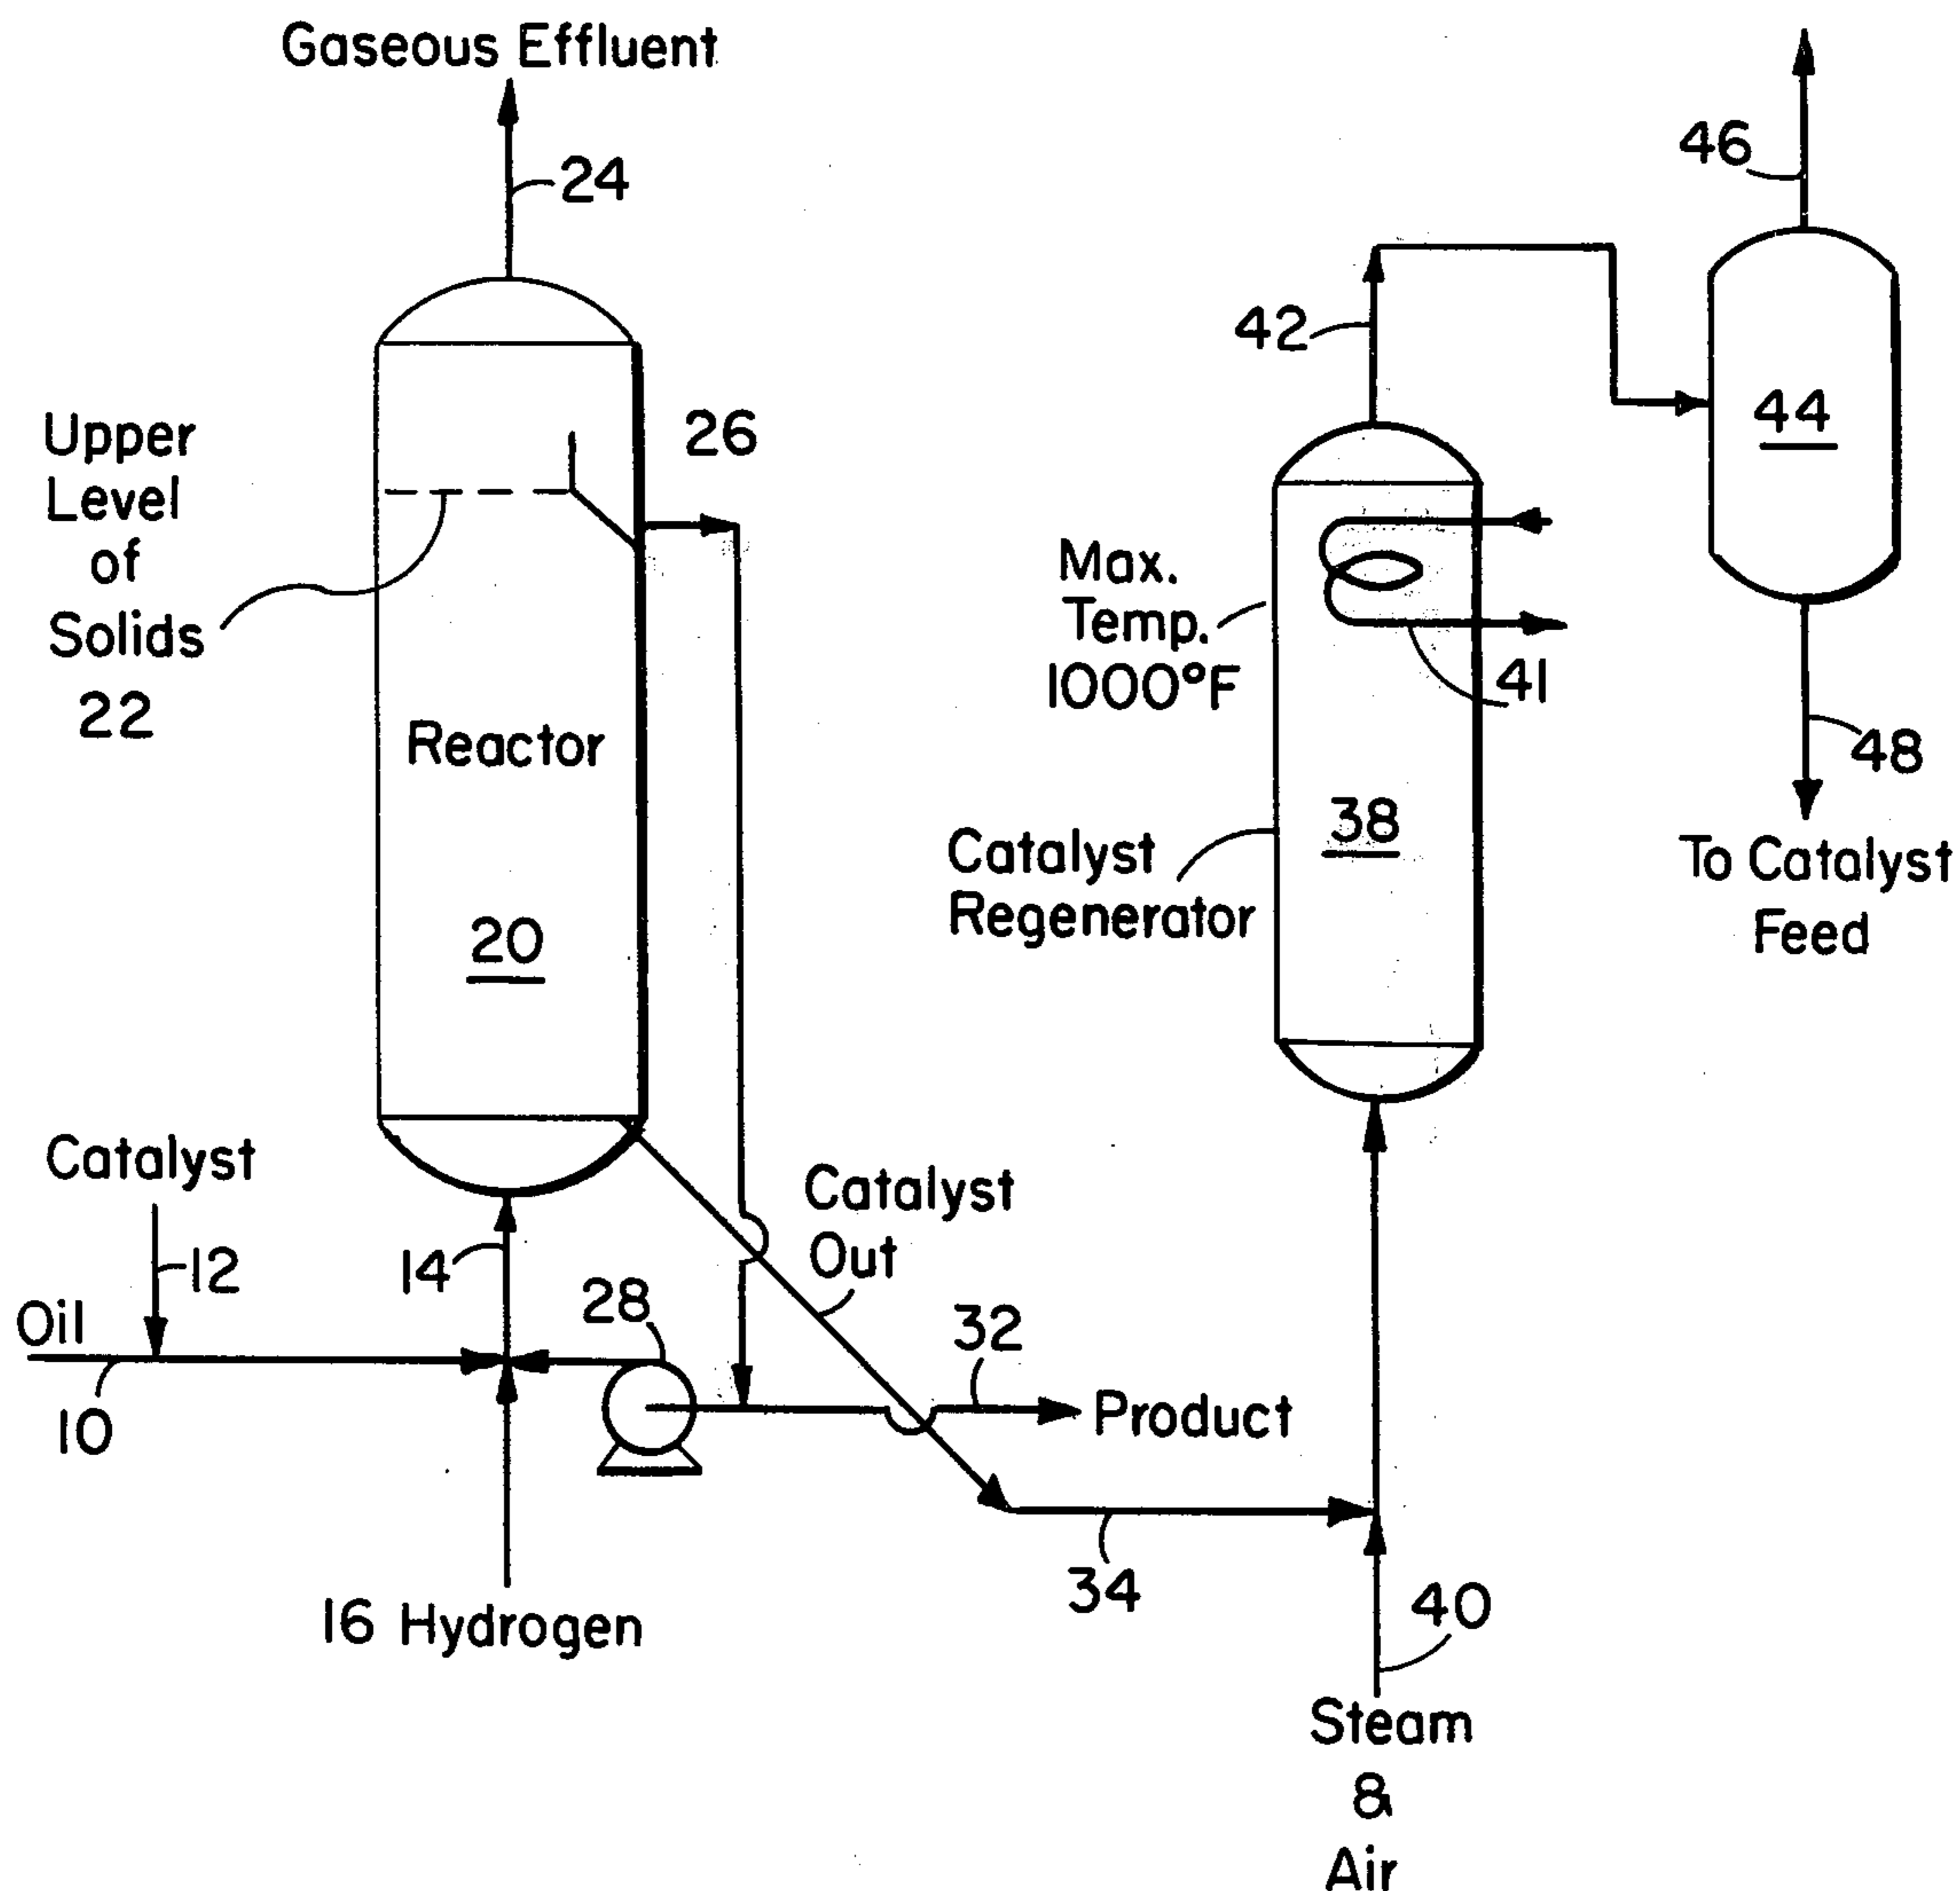 Gaseous Effluent
24
46
42
26
44
Upper
Level
of
Solids
22
Max.
Temp.
1000°F
41
Reactor
48
38
Catalyst
Regenerator
To Catalyst
Feed
20
Catalyst
12
Oil
10
14
28
Catalyst
Out
32
Product
16 Hydrogen
34
40
Steam
&
Air